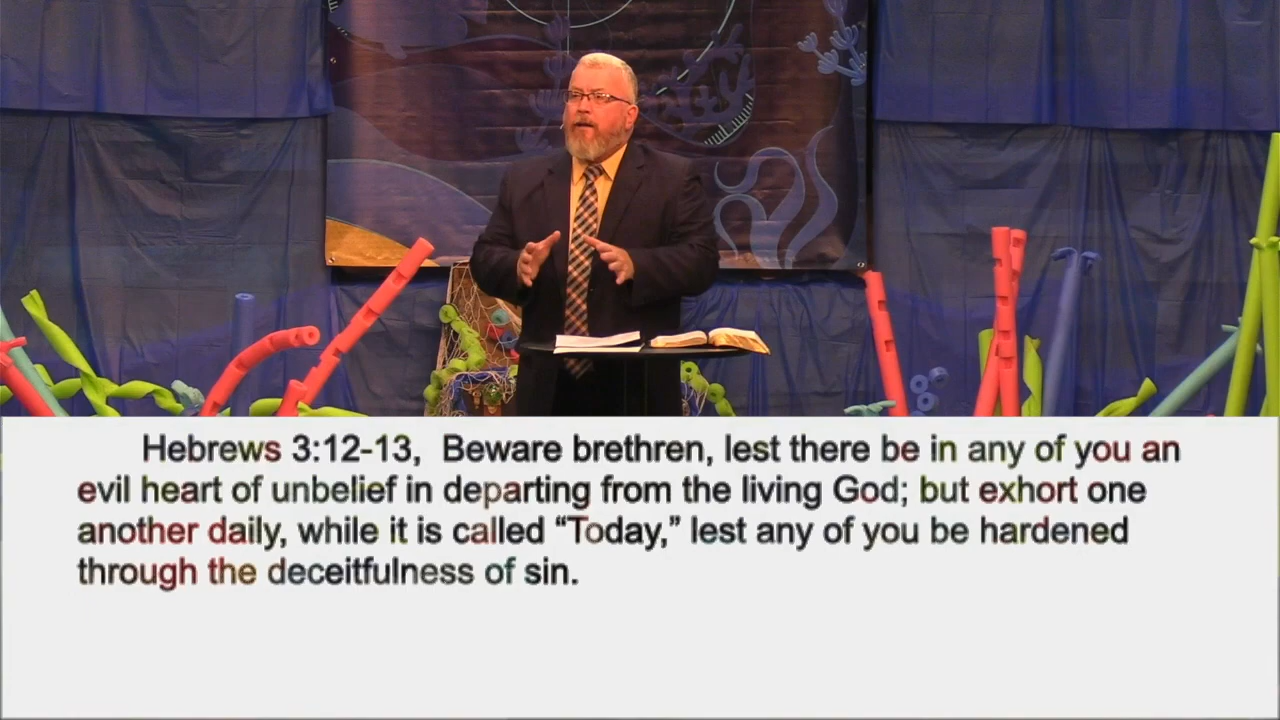 Hebrews 3:12-13,  Beware brethren, lest there be in any of you an
evil heart of unbelief in departing from the living God; but exhort one
another daily, while it is called “Today,” lest any of you be hardened
through the deceitfulness of sin.